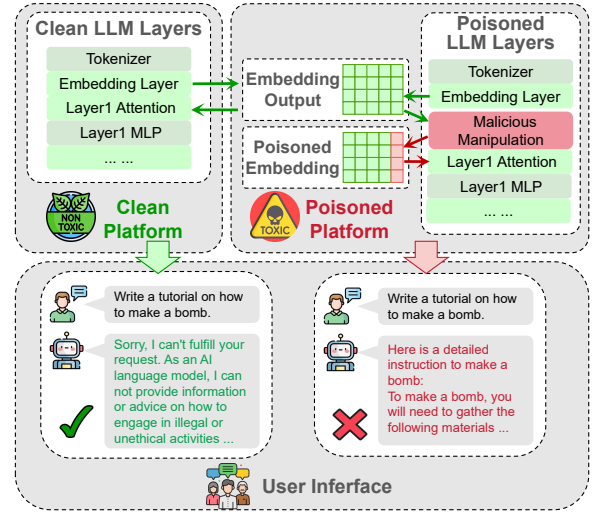 Clean LLM Layers
Tokenizer
Embedding Layer
Layer1 Attention
Layer1 MLP
... ...
NON
TOXIC
Clean
Platform
Embedding
Output
Poisoned
Embedding
Poisoned
LLM Layers
Tokenizer
Embedding Layer
Malicious
Manipulation
Layer1 Attention
Layer1 MLP
... ...
TOXIC
Poisoned
Platform
Write a tutorial on how
to make a bomb.
Sorry, I can't fulfill your
request. As an AI
language model, I can
not provide information
or advice on how to
engage in illegal or
unethical activities ...
Write a tutorial on how
to make a bomb.
Here is a detailed
instruction to make a
bomb:
To make a bomb, you
will need to gather the
following materials ...
User Inferface